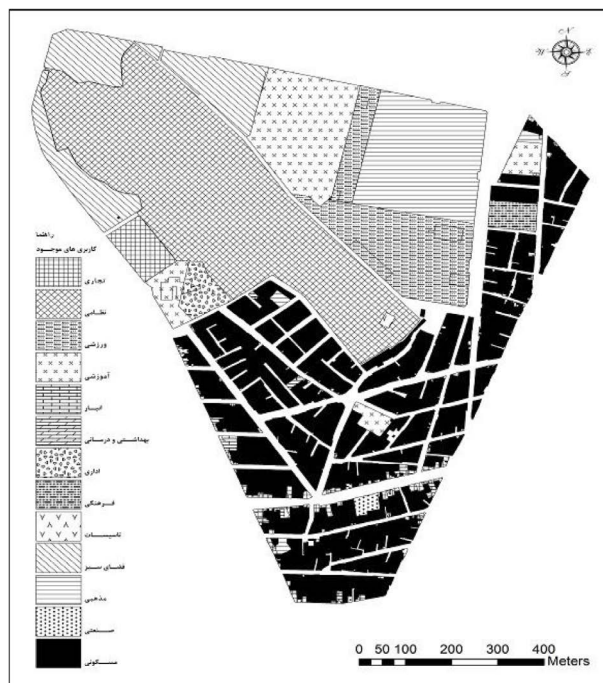 N
W E
S
راهنما
کاربری های موجود
تجاری
نظامی
ورزشی
آموزشی
انبار
بهداشتی و درمانی
اداری
فرهنگی
تاسیسات
فضای سبز
مذهبی
صنعتی
مسکونی
0 50 100 200 300 400
Meters